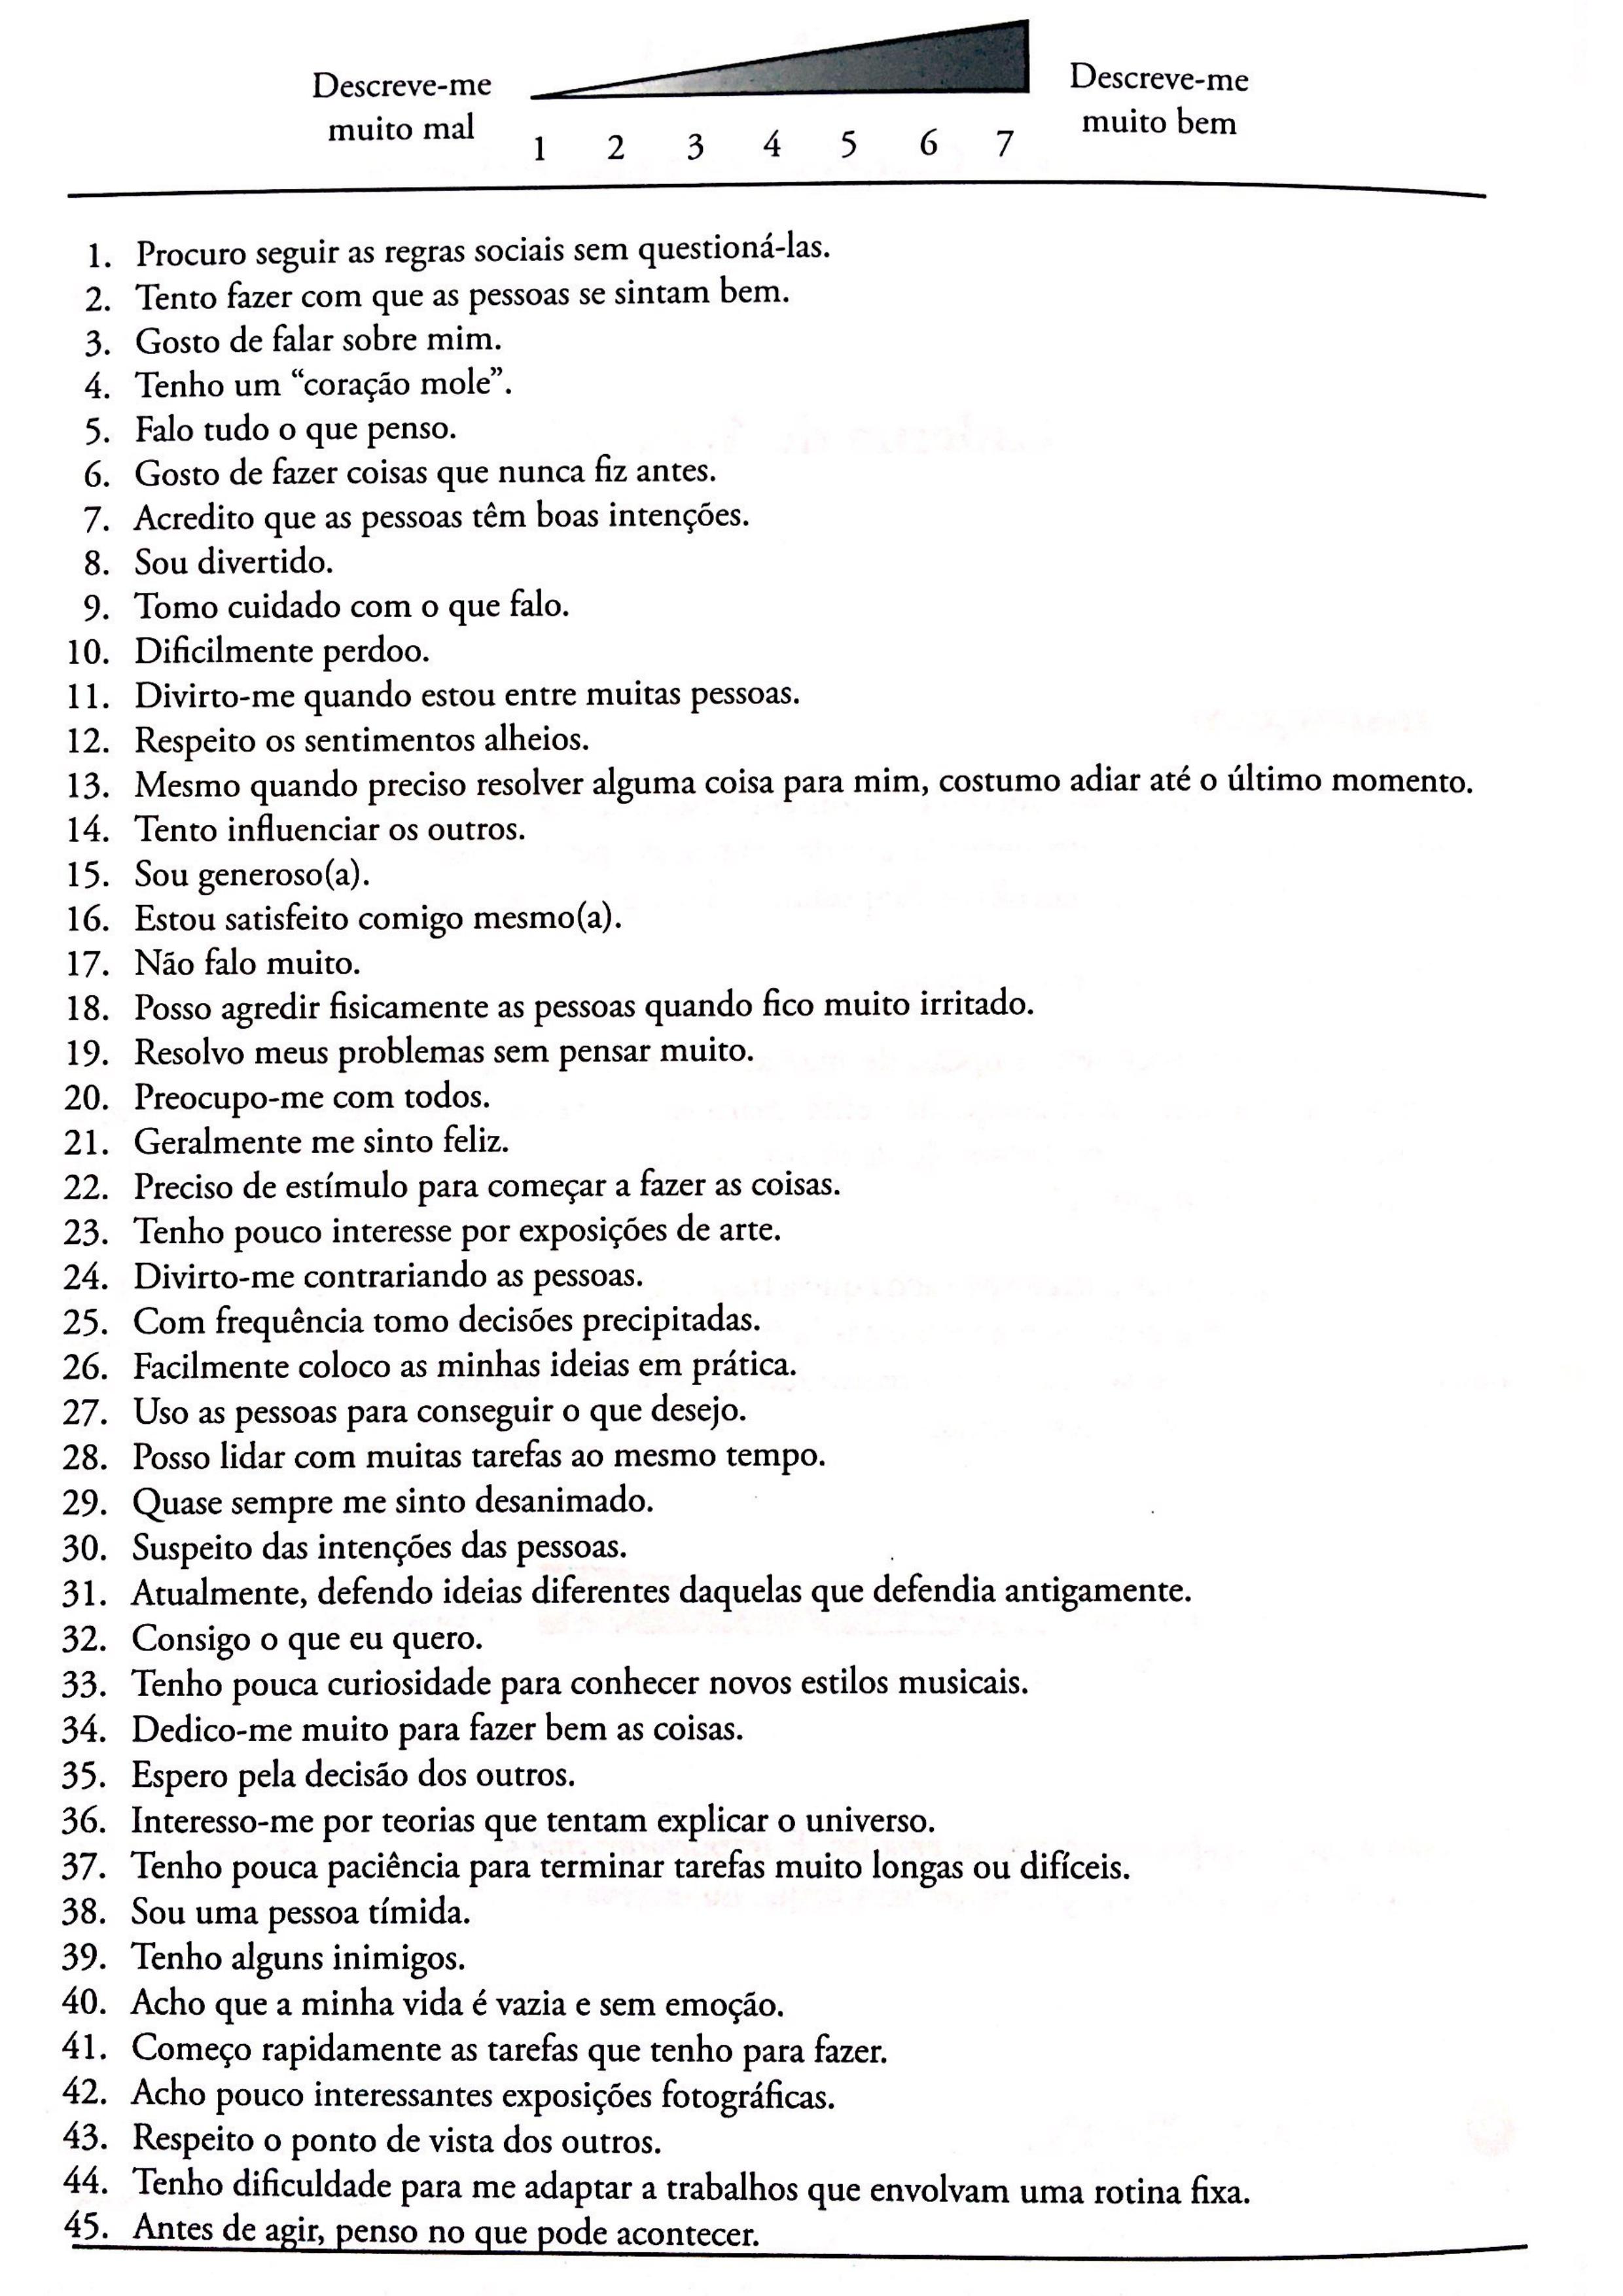 Descreve-me
muito mal
1 2 3 4 5 6 7
Descreve-me
muito bem
1. Procuro seguir as regras sociais sem questioná-las.
2. Tento fazer com que as pessoas se sintam bem.
3. Gosto de falar sobre mim.
4. Tenho um “coração mole”.
5. Falo tudo o que penso.
6. Gosto de fazer coisas que nunca fiz antes.
7. Acredito que as pessoas têm boas intenções.
8. Sou divertido.
9. Tomo cuidado com o que falo.
10. Dificilmente perdoo.
11. Divirto-me quando estou entre muitas pessoas.
12. Respeito os sentimentos alheios.
13. Mesmo quando preciso resolver alguma coisa para mim, costumo adiar até o último momento.
14. Tento influenciar os outros.
15. Sou generoso(a).
16. Estou satisfeito comigo mesmo(a).
17. Não falo muito.
18. Posso agredir fisicamente as pessoas quando fico muito irritado.
19. Resolvo meus problemas sem pensar muito.
20. Preocupo-me com todos.
21. Geralmente me sinto feliz.
22. Preciso de estímulo para começar a fazer as coisas.
23. Tenho pouco interesse por exposições de arte.
24. Divirto-me contrariando as pessoas.
25. Com frequência tomo decisões precipitadas.
26. Facilmente coloco as minhas ideias em prática.
27. Uso as pessoas para conseguir o que desejo.
28. Posso lidar com muitas tarefas ao mesmo tempo.
29. Quase sempre me sinto desanimado.
30. Suspeito das intenções das pessoas.
31. Atualmente, defendo ideias diferentes daquelas que defendia antigamente.
32. Consigo o que eu quero.
33. Tenho pouca curiosidade para conhecer novos estilos musicais.
34. Dedico-me muito para fazer bem as coisas.
35. Espero pela decisão dos outros.
36. Interesso-me por teorias que tentam explicar o universo.
37. Tenho pouca paciência para terminar tarefas muito longas ou difíceis.
38. Sou uma pessoa tímida.
39. Tenho alguns inimigos.
40. Acho que a minha vida é vazia e sem emoção.
41. Começo rapidamente as tarefas que tenho para fazer.
42. Acho pouco interessantes exposições fotográficas.
43. Respeito o ponto de vista dos outros.
44. Tenho dificuldade para me adaptar a trabalhos que envolvam uma rotina fixa.
45. Antes de agir, penso no que pode acontecer.